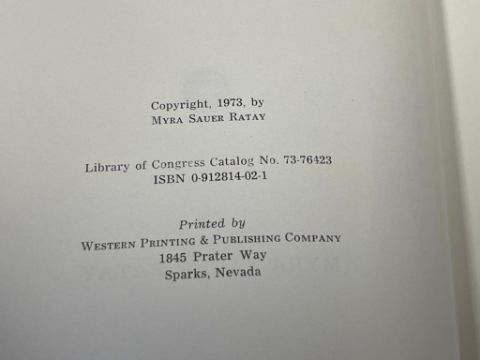 Copyright, 1973, by
Myra Sauer Ratay
Library of Congress Catalog No. 73-76423
ISBN 0-912814-02-1
Printed by
Western Printing & Publishing Company
1845 Prater Way
Sparks, Nevada